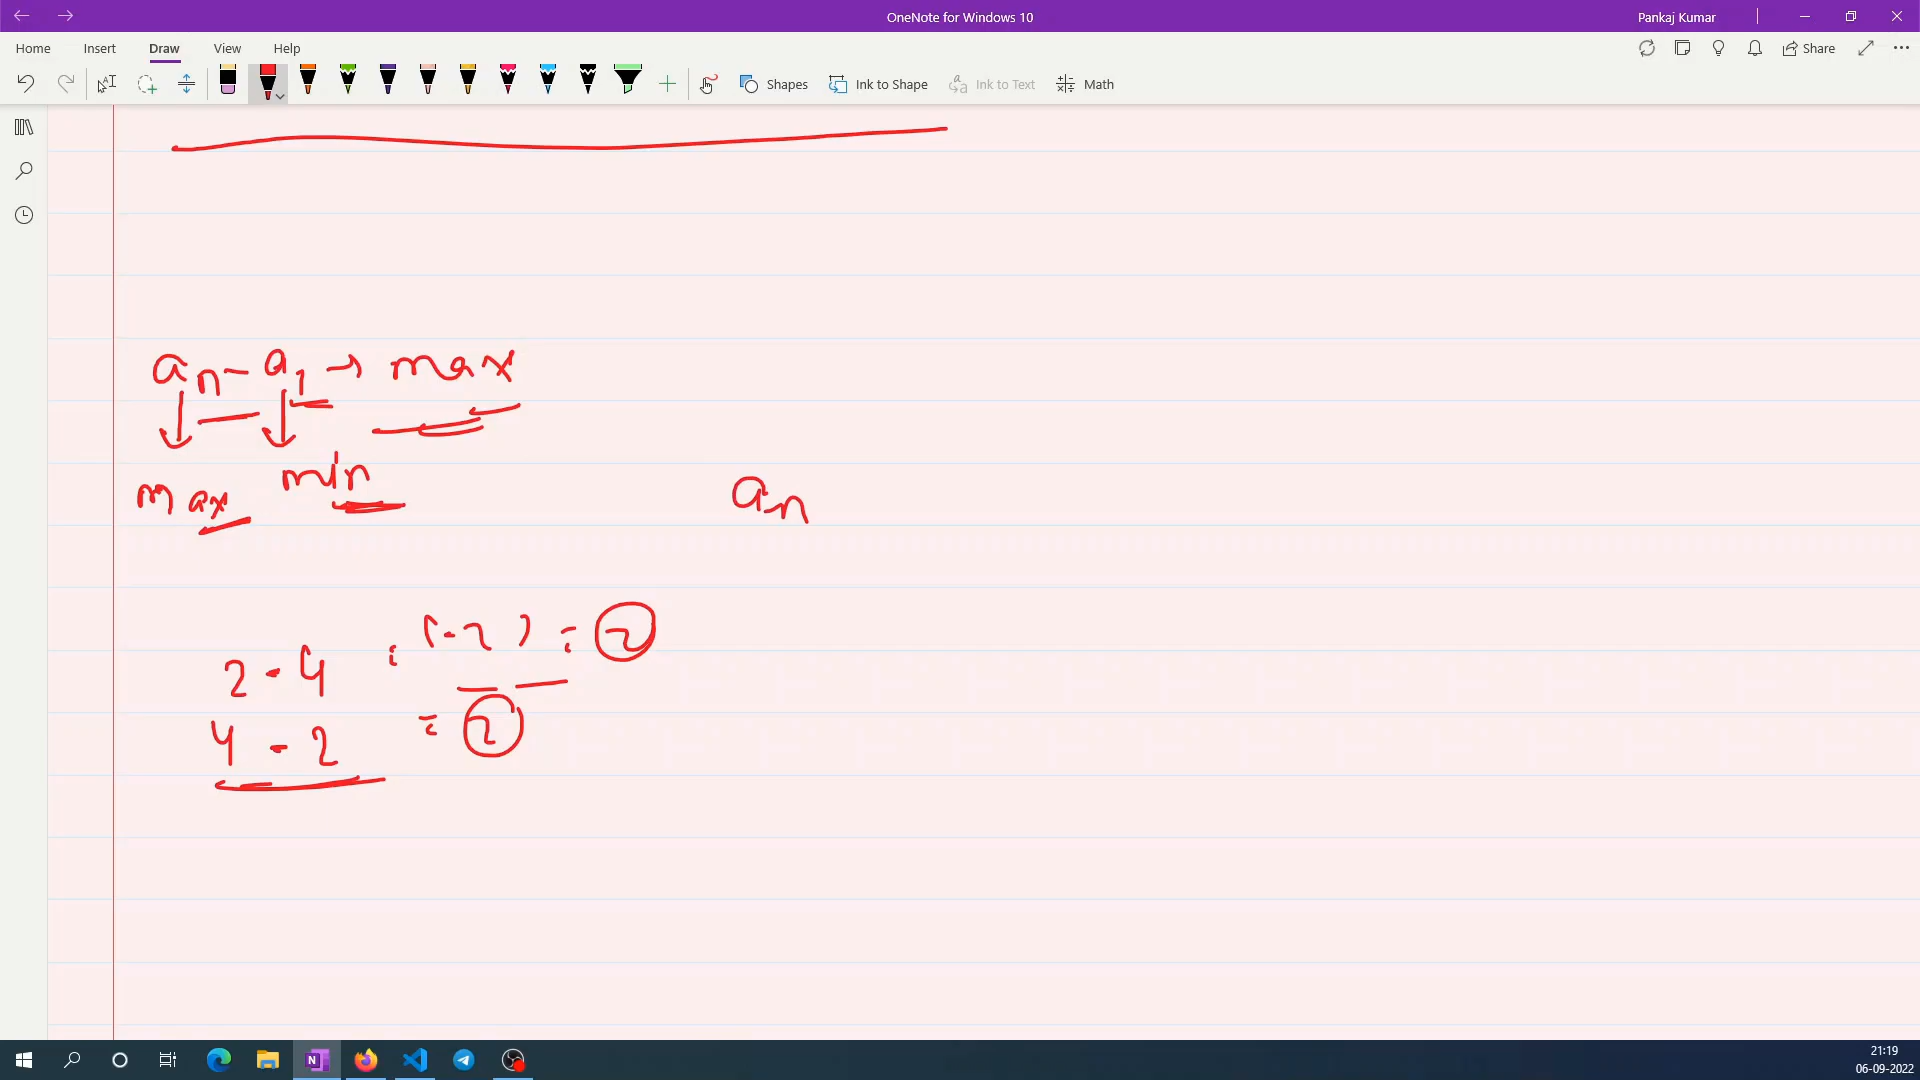 OneNote for Windows 10
Pankaj Kumar
Home Insert Draw View Help
Share
Shapes Ink to Shape Ink to Text Math
an - a1 → max
max min
an
2 - 4 = (-2) = 2
4 - 2 = 2
21:19
06-09-2022